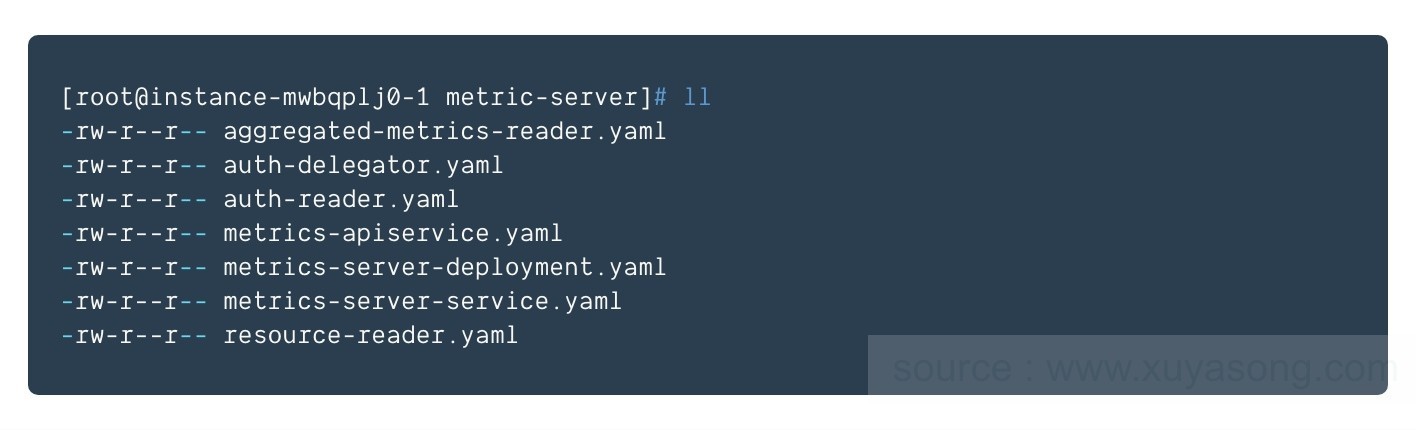 [root@instance-mwbqplj0-1 metric-server]# ll
-rw-r--r-- aggregated-metrics-reader.yaml
-rw-r--r-- auth-delegator.yaml
-rw-r--r-- auth-reader.yaml
-rw-r--r-- metrics-apiservice.yaml
-rw-r--r-- metrics-server-deployment.yaml
-rw-r--r-- metrics-server-service.yaml
-rw-r--r-- resource-reader.yaml
source : www.xuyasong.com